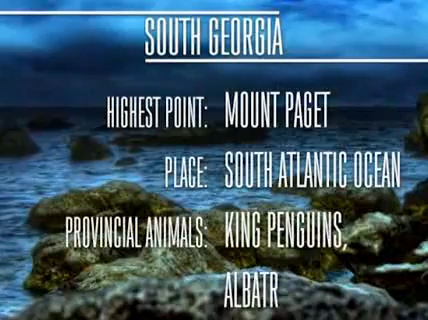 SOUTH GEORGIA
HIGHEST POINT: MOUNT PAGET
PLACE: SOUTH ATLANTIC OCEAN
PROVINCIAL ANIMALS: KING PENGUINS,
ALBATR